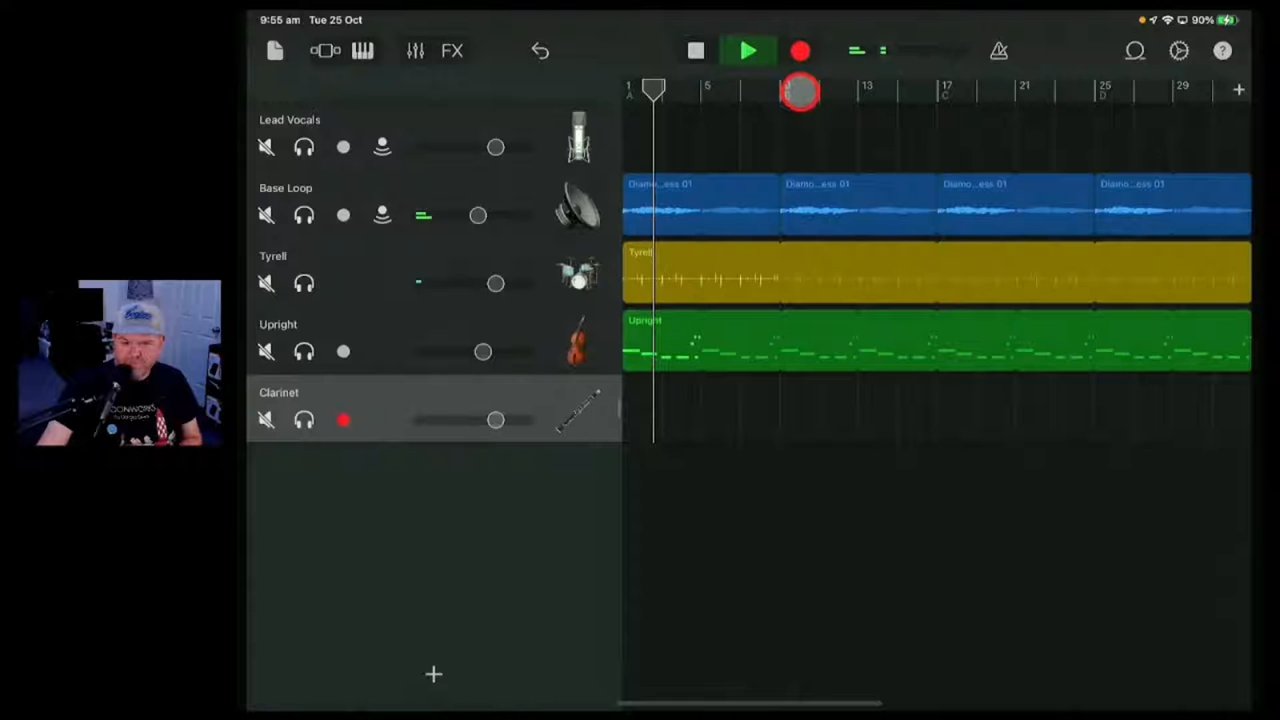 9:55 am Tue 25 Oct
90%
FX
?
1 5 13 17 21 25 29
A C D
Lead Vocals
Base Loop
Diamo...ess 01 Diamo...ess 01 Diamo...ess 01 Diamo...ess 01
Tyrell
Tyrell
Upright
Upright
Clarinet